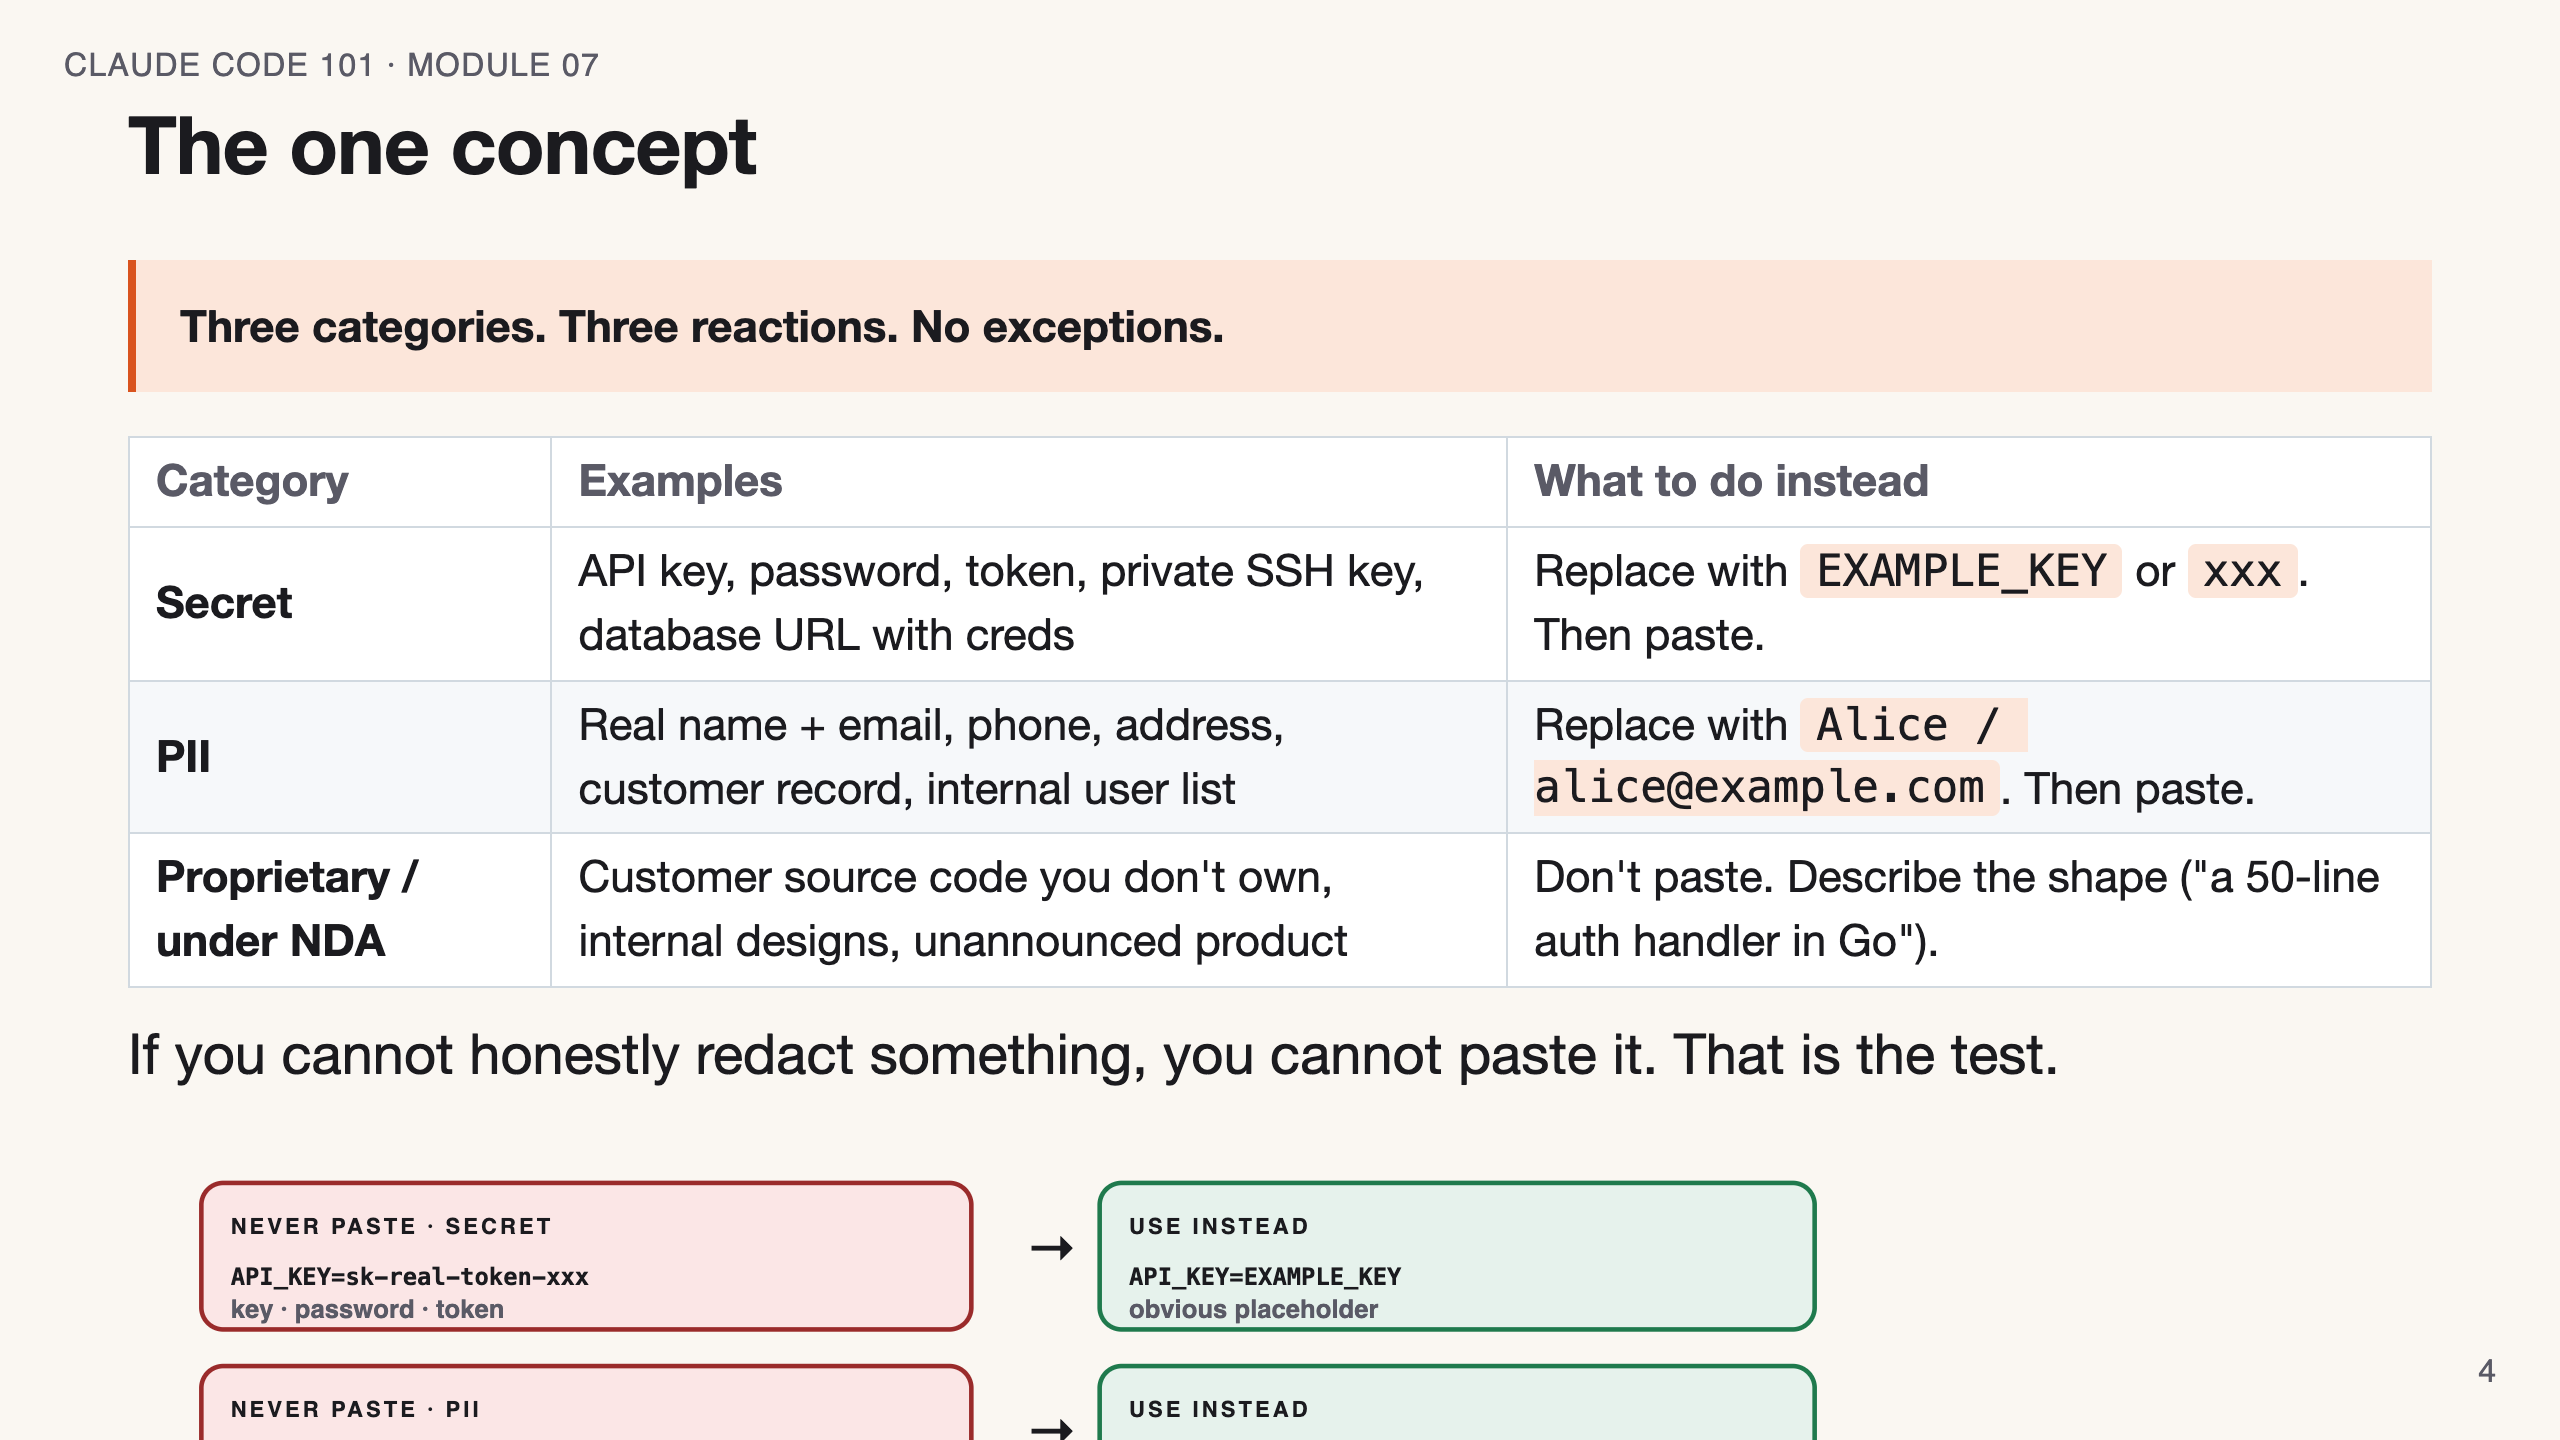 CLAUDE CODE 101 · MODULE 07
The one concept
Three categories. Three reactions. No exceptions.
Category
Examples
What to do instead
Secret
API key, password, token, private SSH key,
database URL with creds
Replace with EXAMPLE_KEY or xxx.
Then paste.
PII
Real name + email, phone, address,
customer record, internal user list
Replace with Alice /
alice@example.com. Then paste.
Proprietary /
under NDA
Customer source code you don't own,
internal designs, unannounced product
Don't paste. Describe the shape ("a 50-line
auth handler in Go").
If you cannot honestly redact something, you cannot paste it. That is the test.
NEVER PASTE · SECRET
API_KEY=sk-real-token-xxx
key · password · token
→
USE INSTEAD
API_KEY=EXAMPLE_KEY
obvious placeholder
NEVER PASTE · PII
→
USE INSTEAD
4